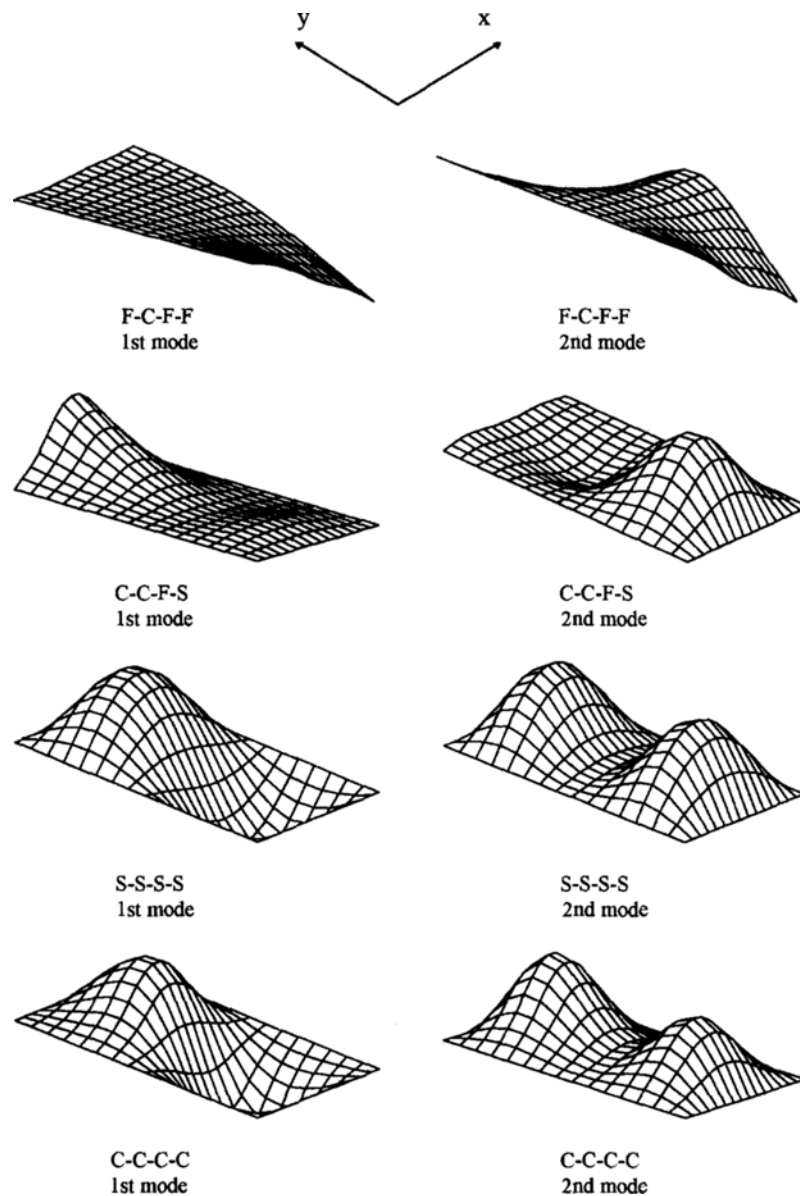 y x
F-C-F-F F-C-F-F
1st mode 2nd mode
C-C-F-S C-C-F-S
1st mode 2nd mode
S-S-S-S S-S-S-S
1st mode 2nd mode
C-C-C-C C-C-C-C
1st mode 2nd mode